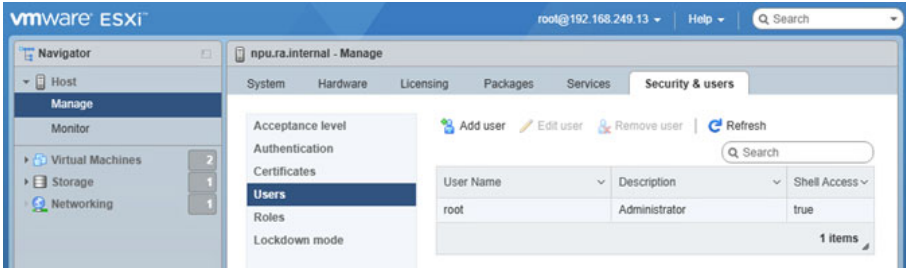 vmware ESXi™
root@192.168.249.13
Help
Search
Navigator
Host
Manage
Monitor
Virtual Machines 2
Storage 1
Networking 1
npu.ra.internal - Manage
System Hardware Licensing Packages Services Security & users
Acceptance level
Authentication
Certificates
Users
Roles
Lockdown mode
Add user Edit user Remove user | Refresh
Search
User Name Description Shell Access
root Administrator true
1 items